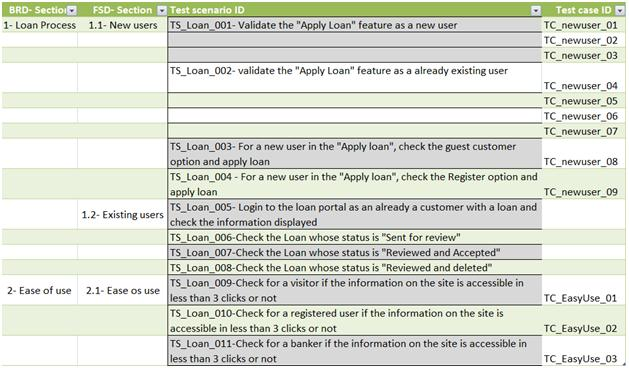 BRD- Section FSD- Section Test scenario ID Test case ID
1- Loan Process 1.1- New users TS_Loan_001- Validate the "Apply Loan" feature as a new user TC_newuser_01
TC_newuser_02
TC_newuser_03
TS_Loan_002- validate the "Apply Loan" feature as a already existing user
TC_newuser_04
TC_newuser_05
TC_newuser_06
TC_newuser_07
TS_Loan_003- For a new user in the "Apply loan", check the guest customer
option and apply loan TC_newuser_08
TS_Loan_004 - For a new user in the "Apply loan", check the Register option and
apply loan TC_newuser_09
1.2- Existing users TS_Loan_005- Login to the loan portal as an already a customer with a loan and
check the information displayed
TS_Loan_006-Check the Loan whose status is "Sent for review"
TS_Loan_007-Check the Loan whose status is "Reviewed and Accepted"
TS_Loan_008-Check the Loan whose status is "Reviewed and deleted"
2- Ease of use 2.1- Ease os use TS_Loan_009-Check for a visitor if the information on the site is accessible in
less than 3 clicks or not TC_EasyUse_01
TS_Loan_010-Check for a registered user if the information on the site is
accessible in less than 3 clicks or not TC_EasyUse_02
TS_Loan_011-Check for a banker if the information on the site is accessible in
less than 3 clicks or not TC_EasyUse_03